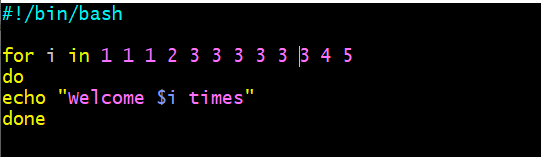 #!/bin/bash
for i in 1 1 1 2 3 3 3 3 3 3 4 5
do
echo "Welcome $i times"
done